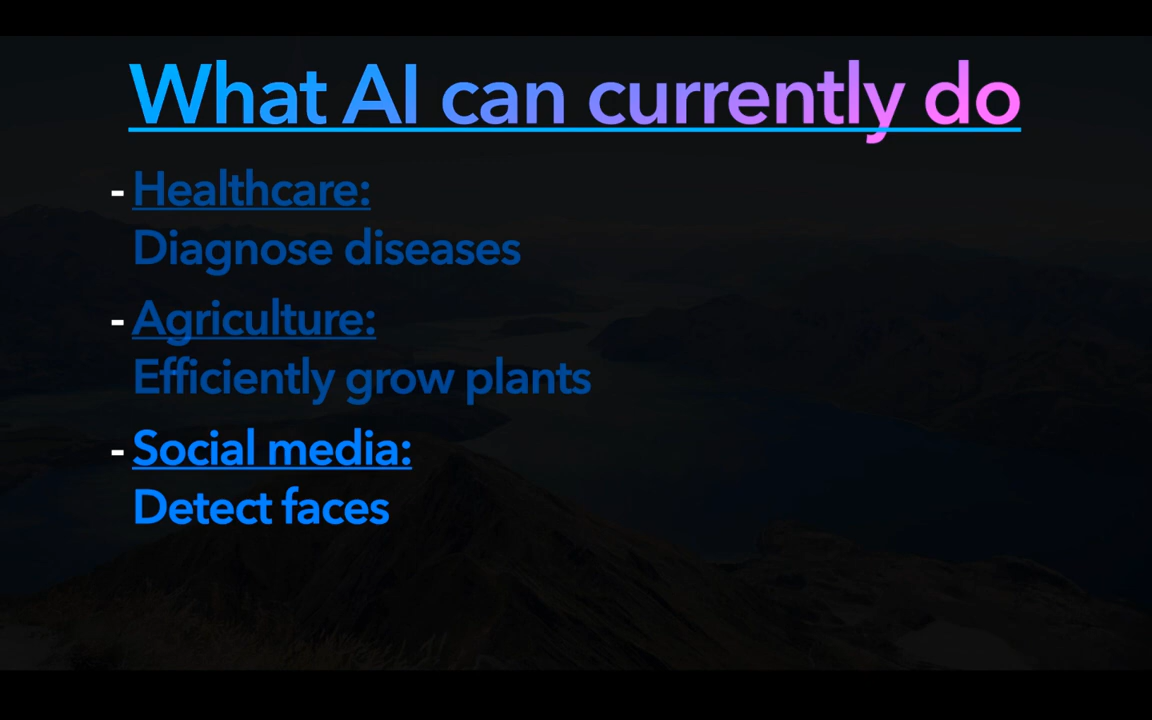 What AI can currently do
- Healthcare:
Diagnose diseases
- Agriculture:
Efficiently grow plants
- Social media:
Detect faces